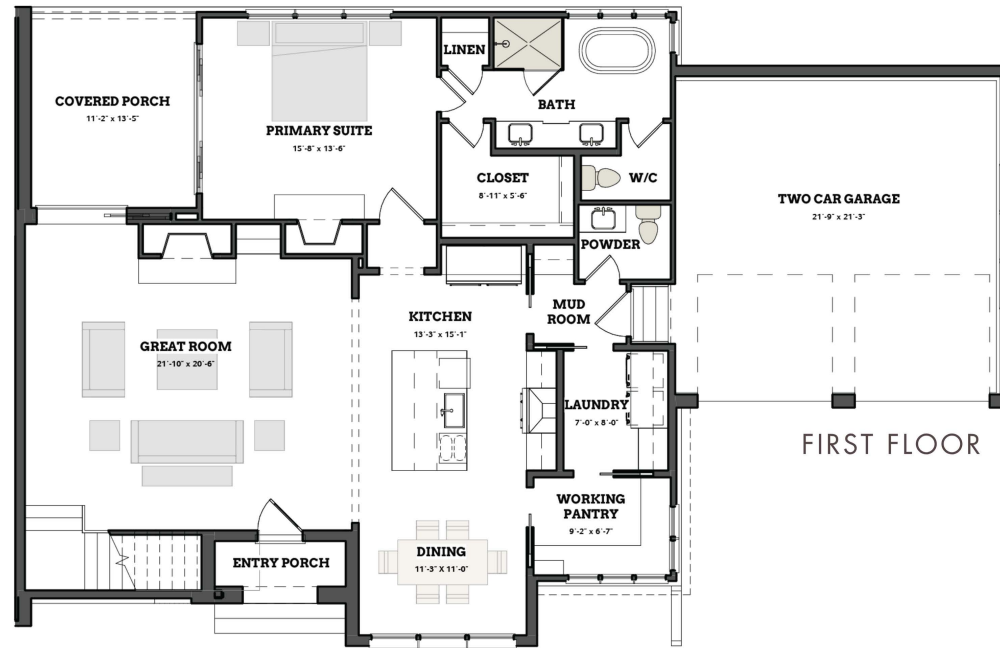 COVERED PORCH
11'-2" x 13'-5"
PRIMARY SUITE
15'-8" x 13'-6"
LINEN
BATH
CLOSET
8'-11" x 5'-6"
W/C
POWDER
TWO CAR GARAGE
21'-9" x 21'-3"
GREAT ROOM
21'-10" x 20'-6"
KITCHEN
13'-3" x 15'-1"
MUD
ROOM
LAUNDRY
7'-0" x 8'-0"
FIRST FLOOR
WORKING
PANTRY
9'-2" x 6'-7"
ENTRY PORCH
DINING
11'-3" X 11'-0"